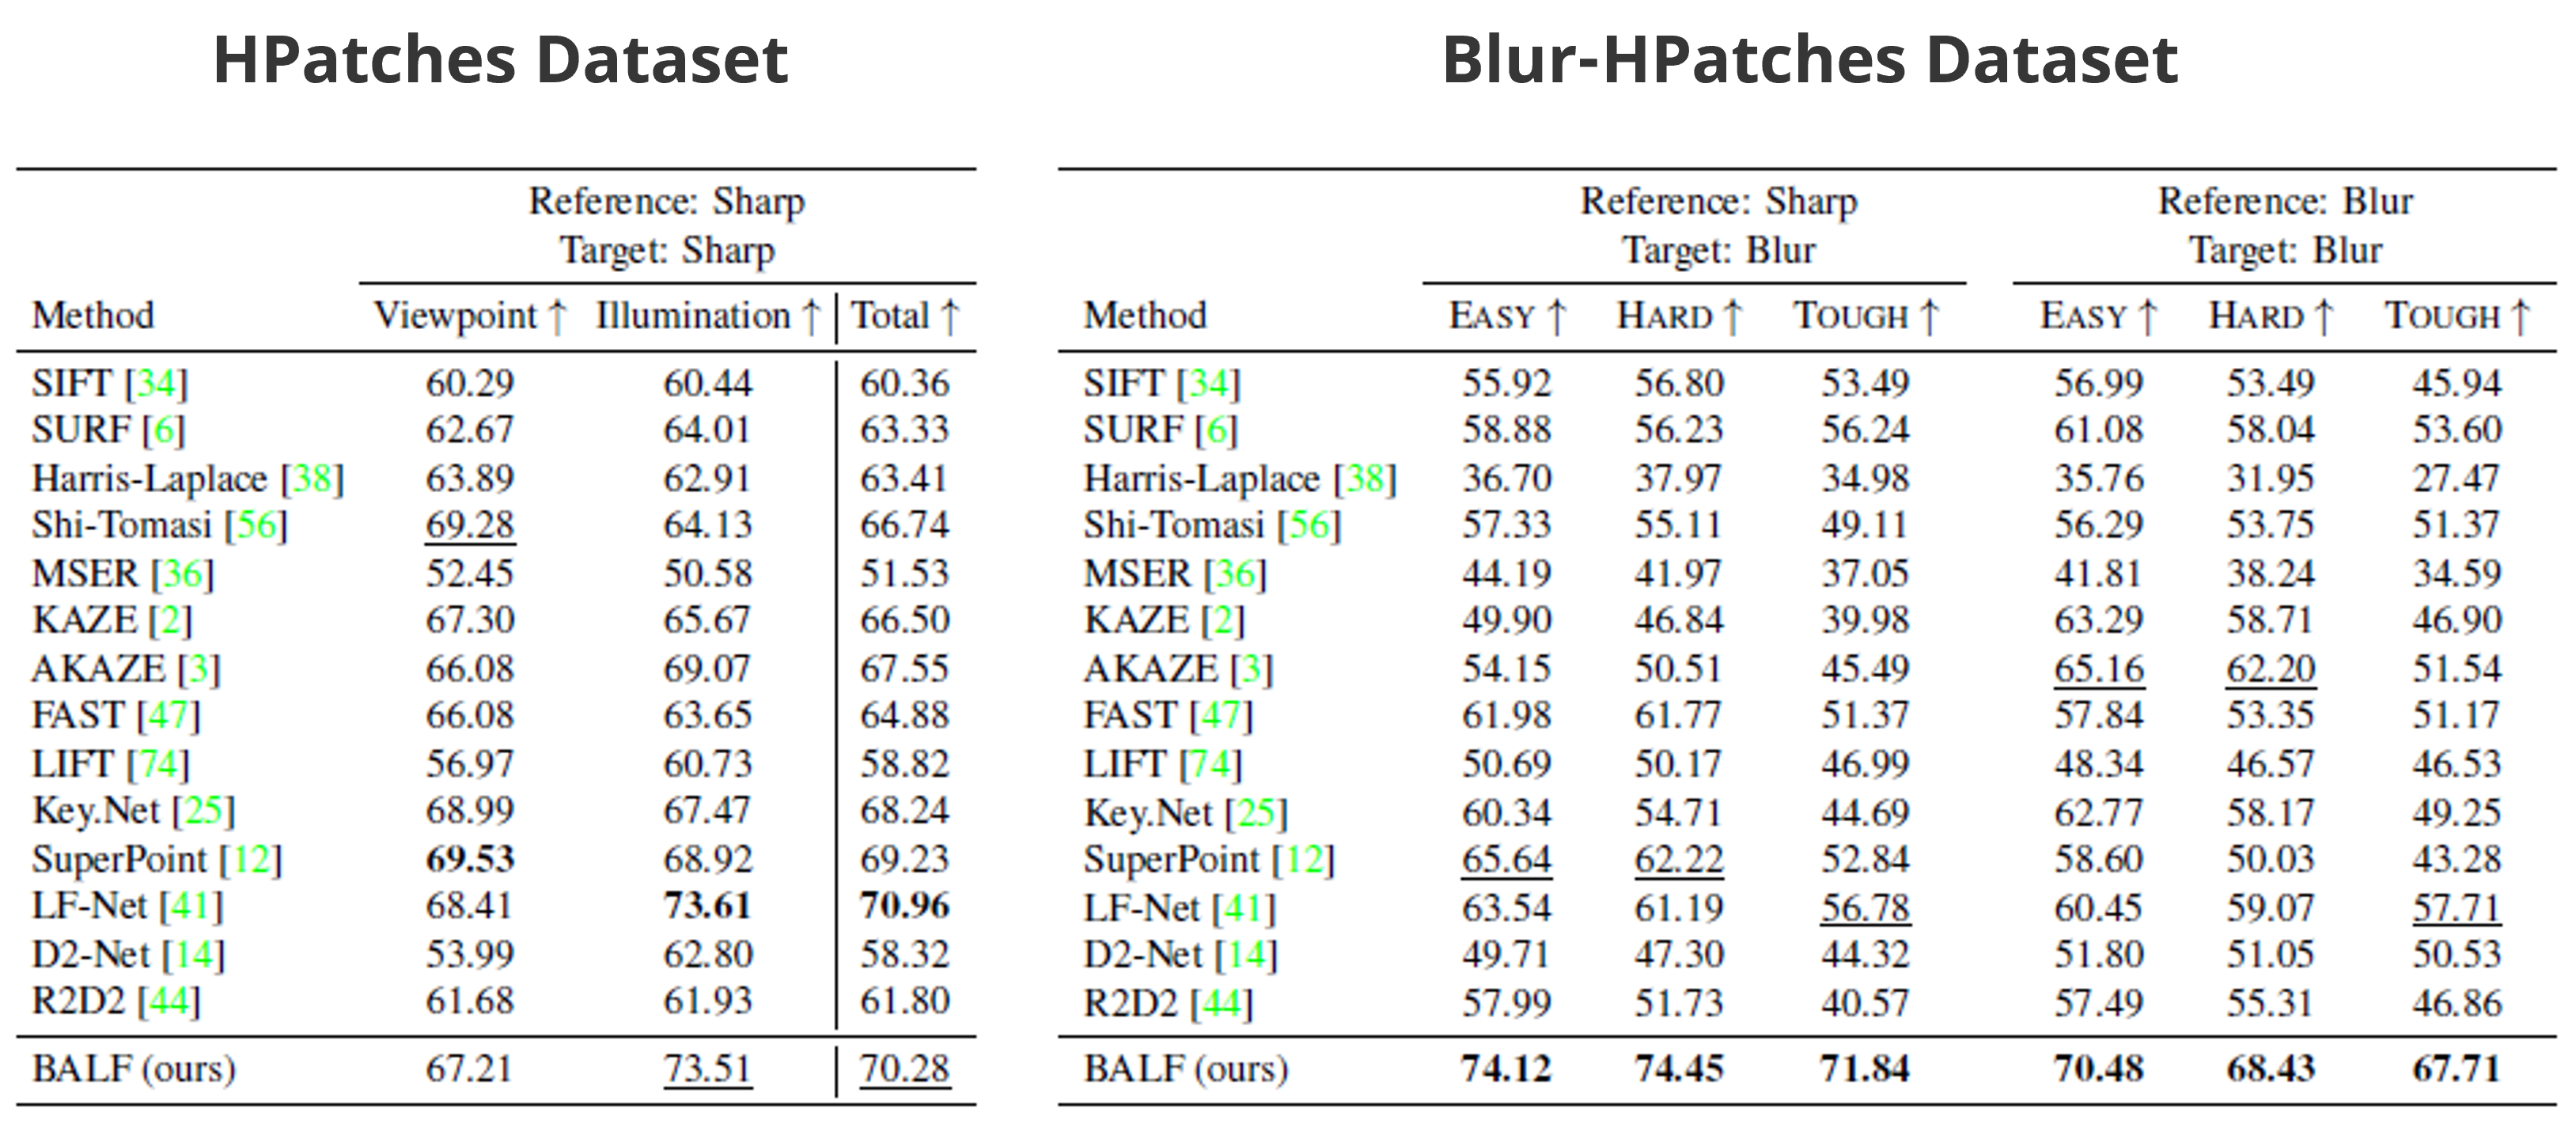 HPatches Dataset
Reference: Sharp
Target: Sharp
Method Viewpoint ↑ Illumination ↑ Total ↑
SIFT [34] 60.29 60.44 60.36
SURF [6] 62.67 64.01 63.33
Harris-Laplace [38] 63.89 62.91 63.41
Shi-Tomasi [56] 69.28 64.13 66.74
MSER [36] 52.45 50.58 51.53
KAZE [2] 67.30 65.67 66.50
AKAZE [3] 66.08 69.07 67.55
FAST [47] 66.08 63.65 64.88
LIFT [74] 56.97 60.73 58.82
Key.Net [25] 68.99 67.47 68.24
SuperPoint [12] 69.53 68.92 69.23
LF-Net [41] 68.41 73.61 70.96
D2-Net [14] 53.99 62.80 58.32
R2D2 [44] 61.68 61.93 61.80
BALF (ours) 67.21 73.51 70.28
Blur-HPatches Dataset
Reference: Sharp Reference: Blur
Target: Blur Target: Blur
Method EASY ↑ HARD ↑ TOUGH ↑ EASY ↑ HARD ↑ TOUGH ↑
SIFT [34] 55.92 56.80 53.49 56.99 53.49 45.94
SURF [6] 58.88 56.23 56.24 61.08 58.04 53.60
Harris-Laplace [38] 36.70 37.97 34.98 35.76 31.95 27.47
Shi-Tomasi [56] 57.33 55.11 49.11 56.29 53.75 51.37
MSER [36] 44.19 41.97 37.05 41.81 38.24 34.59
KAZE [2] 49.90 46.84 39.98 63.29 58.71 46.90
AKAZE [3] 54.15 50.51 45.49 65.16 62.20 51.54
FAST [47] 61.98 61.77 51.37 57.84 53.35 51.17
LIFT [74] 50.69 50.17 46.99 48.34 46.57 46.53
Key.Net [25] 60.34 54.71 44.69 62.77 58.17 49.25
SuperPoint [12] 65.64 62.22 52.84 58.60 50.03 43.28
LF-Net [41] 63.54 61.19 56.78 60.45 59.07 57.71
D2-Net [14] 49.71 47.30 44.32 51.80 51.05 50.53
R2D2 [44] 57.99 51.73 40.57 57.49 55.31 46.86
BALF (ours) 74.12 74.45 71.84 70.48 68.43 67.71